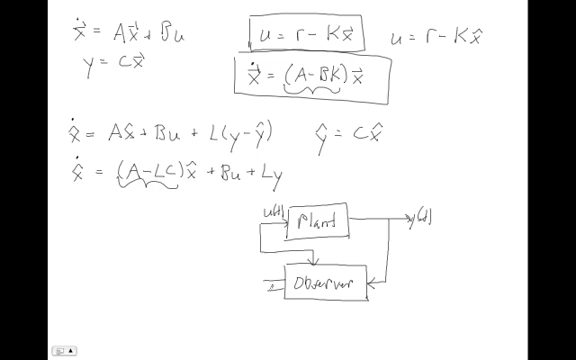 ẋ⃗ = Ax⃗ + Bu
u = r - Kx⃗
u = r - Kx̂
y = Cx⃗
ẋ⃗ = (A-BK)x⃗
x̂̇ = Ax̂ + Bu + L(y-ŷ)
ŷ = Cx̂
x̂̇ = (A-LC)x̂ + Bu + Ly
u(t)
Plant
y(t)
Observer